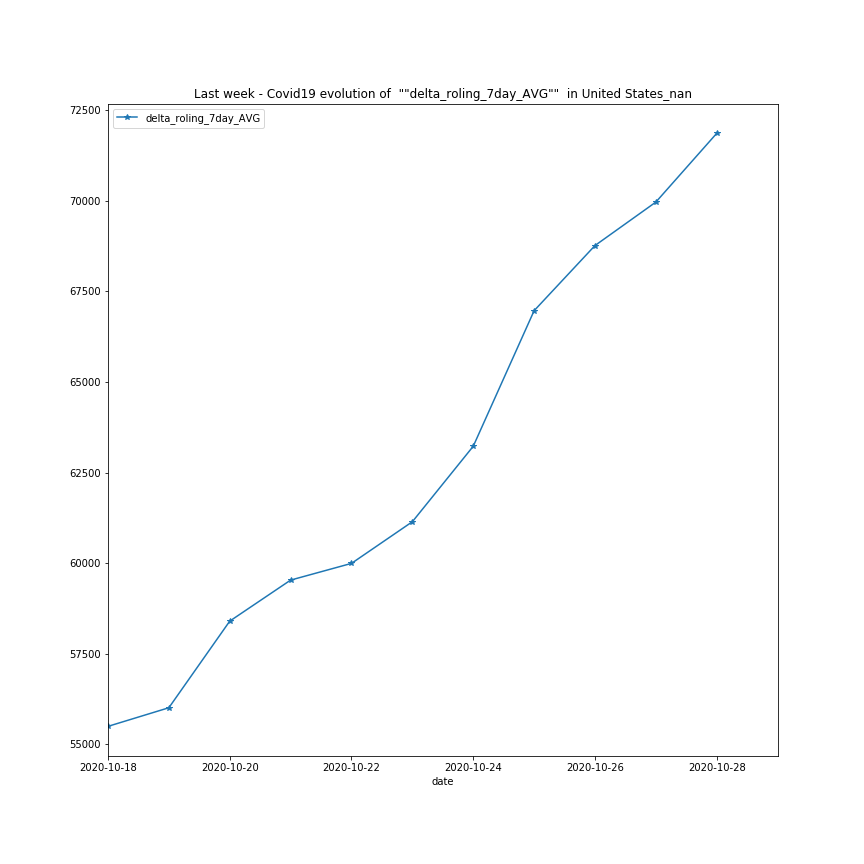 Last week - Covid19 evolution of  ""delta_roling_7day_AVG""  in United States_nan
delta_roling_7day_AVG
72500
70000
67500
65000
62500
60000
57500
55000
2020-10-18 2020-10-20 2020-10-22 2020-10-24 2020-10-26 2020-10-28
date